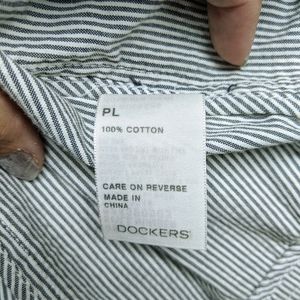 PL
100% COTTON
CARE ON REVERSE
MADE IN
CHINA
DOCKERS